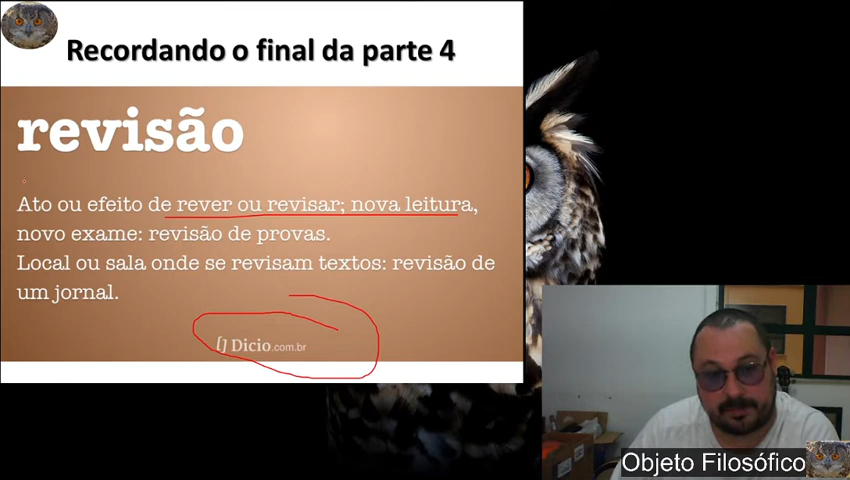 Recordando o final da parte 4
revisão
Ato ou efeito de rever ou revisar; nova leitura,
novo exame: revisão de provas.
Local ou sala onde se revisam textos: revisão de
um jornal.
[] Dicio.com.br
Objeto Filosófico